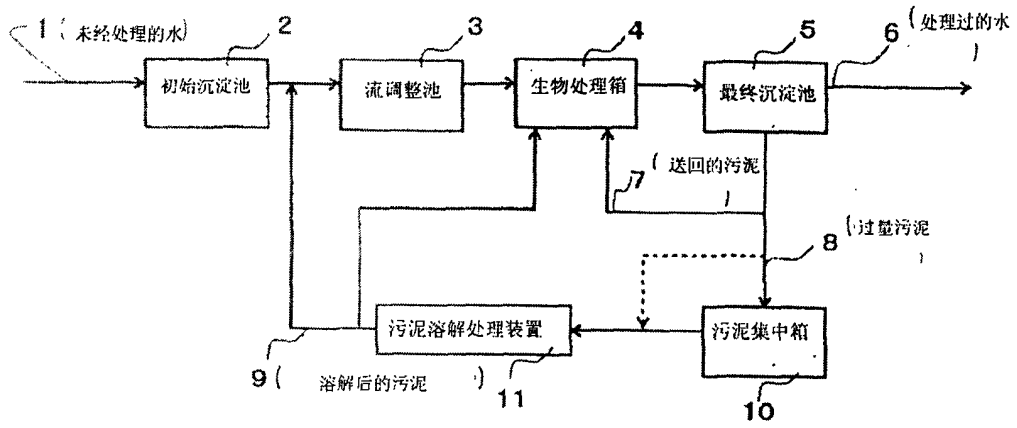 1 (未经处理的水)
2
3
4
5
6 (处理过的水)
初始沉淀池
流调整池
生物处理箱
最终沉淀池
7 (送回的污泥)
8 (过量污泥)
污泥溶解处理装置
污泥集中箱
9 (溶解后的污泥)
11
10